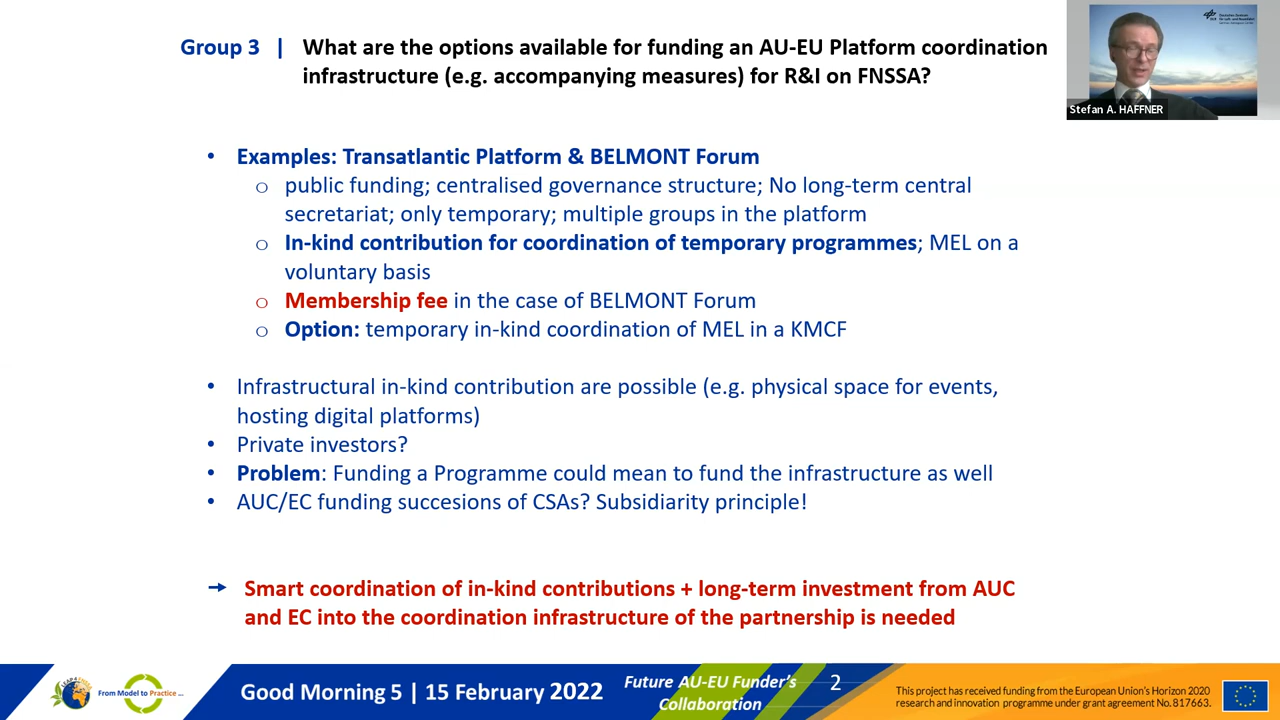 Group 3 | What are the options available for funding an AU-EU Platform coordination
infrastructure (e.g. accompanying measures) for R&I on FNSSA?
Stefan A. HAFFNER
• Examples: Transatlantic Platform & BELMONT Forum
o public funding; centralised governance structure; No long-term central
secretariat; only temporary; multiple groups in the platform
o In-kind contribution for coordination of temporary programmes; MEL on a
voluntary basis
o Membership fee in the case of BELMONT Forum
o Option: temporary in-kind coordination of MEL in a KMCF
• Infrastructural in-kind contribution are possible (e.g. physical space for events,
hosting digital platforms)
• Private investors?
• Problem: Funding a Programme could mean to fund the infrastructure as well
• AUC/EC funding succesions of CSAs? Subsidiarity principle!
→ Smart coordination of in-kind contributions + long-term investment from AUC
and EC into the coordination infrastructure of the partnership is needed
From Model to Practice ...
Good Morning 5 | 15 February 2022
Future AU-EU Funder's
Collaboration
2
This project has received funding from the European Union's Horizon 2020
research and innovation programme under grant agreement No. 817663.